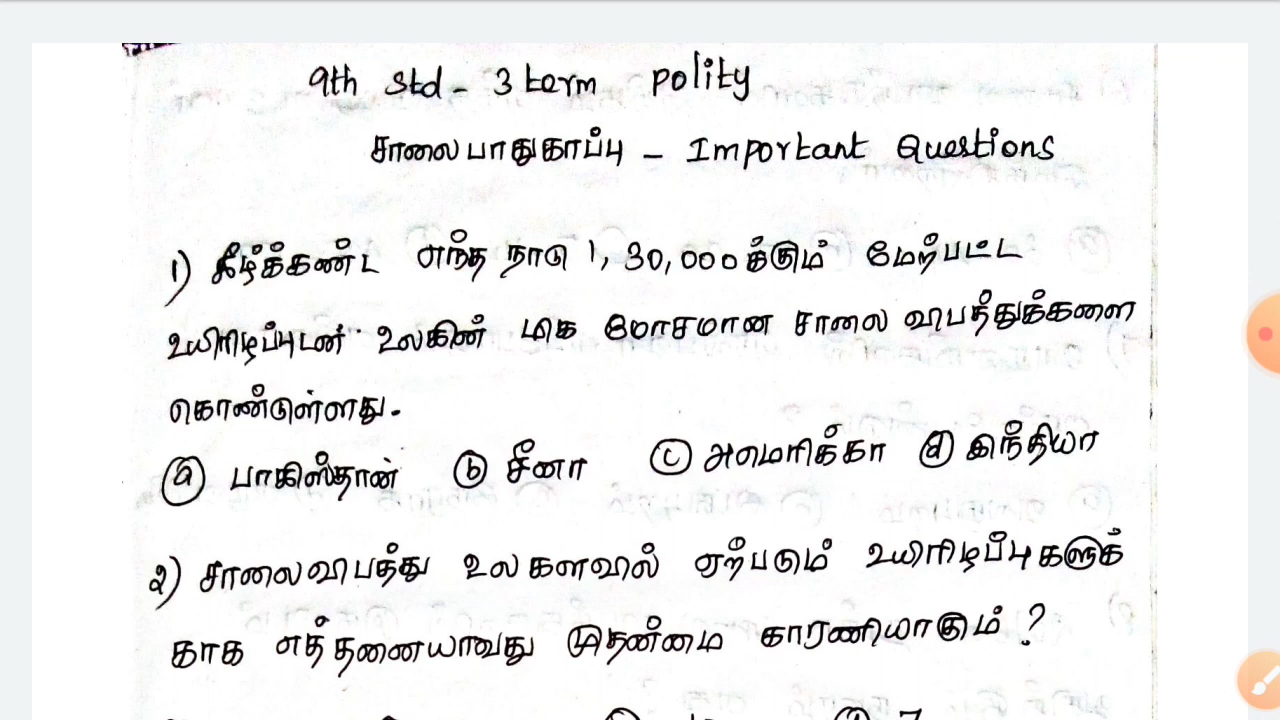 9th Std - 3 term polity
சாலை பாதுகாப்பு - Important Questions
1) கீழ்க்கண்ட எந்த நாடு 1,30,000க்கும் மேற்பட்ட
உயிரிழப்புடன் உலகின் மிக மோசமான சாலை விபத்துக்களை
கொண்டுள்ளது.
ⓐ பாகிஸ்தான் ⓑ சீனா ⓒ அமெரிக்கா ⓓ இந்தியா
2) சாலைவிபத்து உலகளவில் ஏற்படும் உயிரிழப்புகளுக்
காக எத்தனையாவது முதன்மை காரணியாகும்?